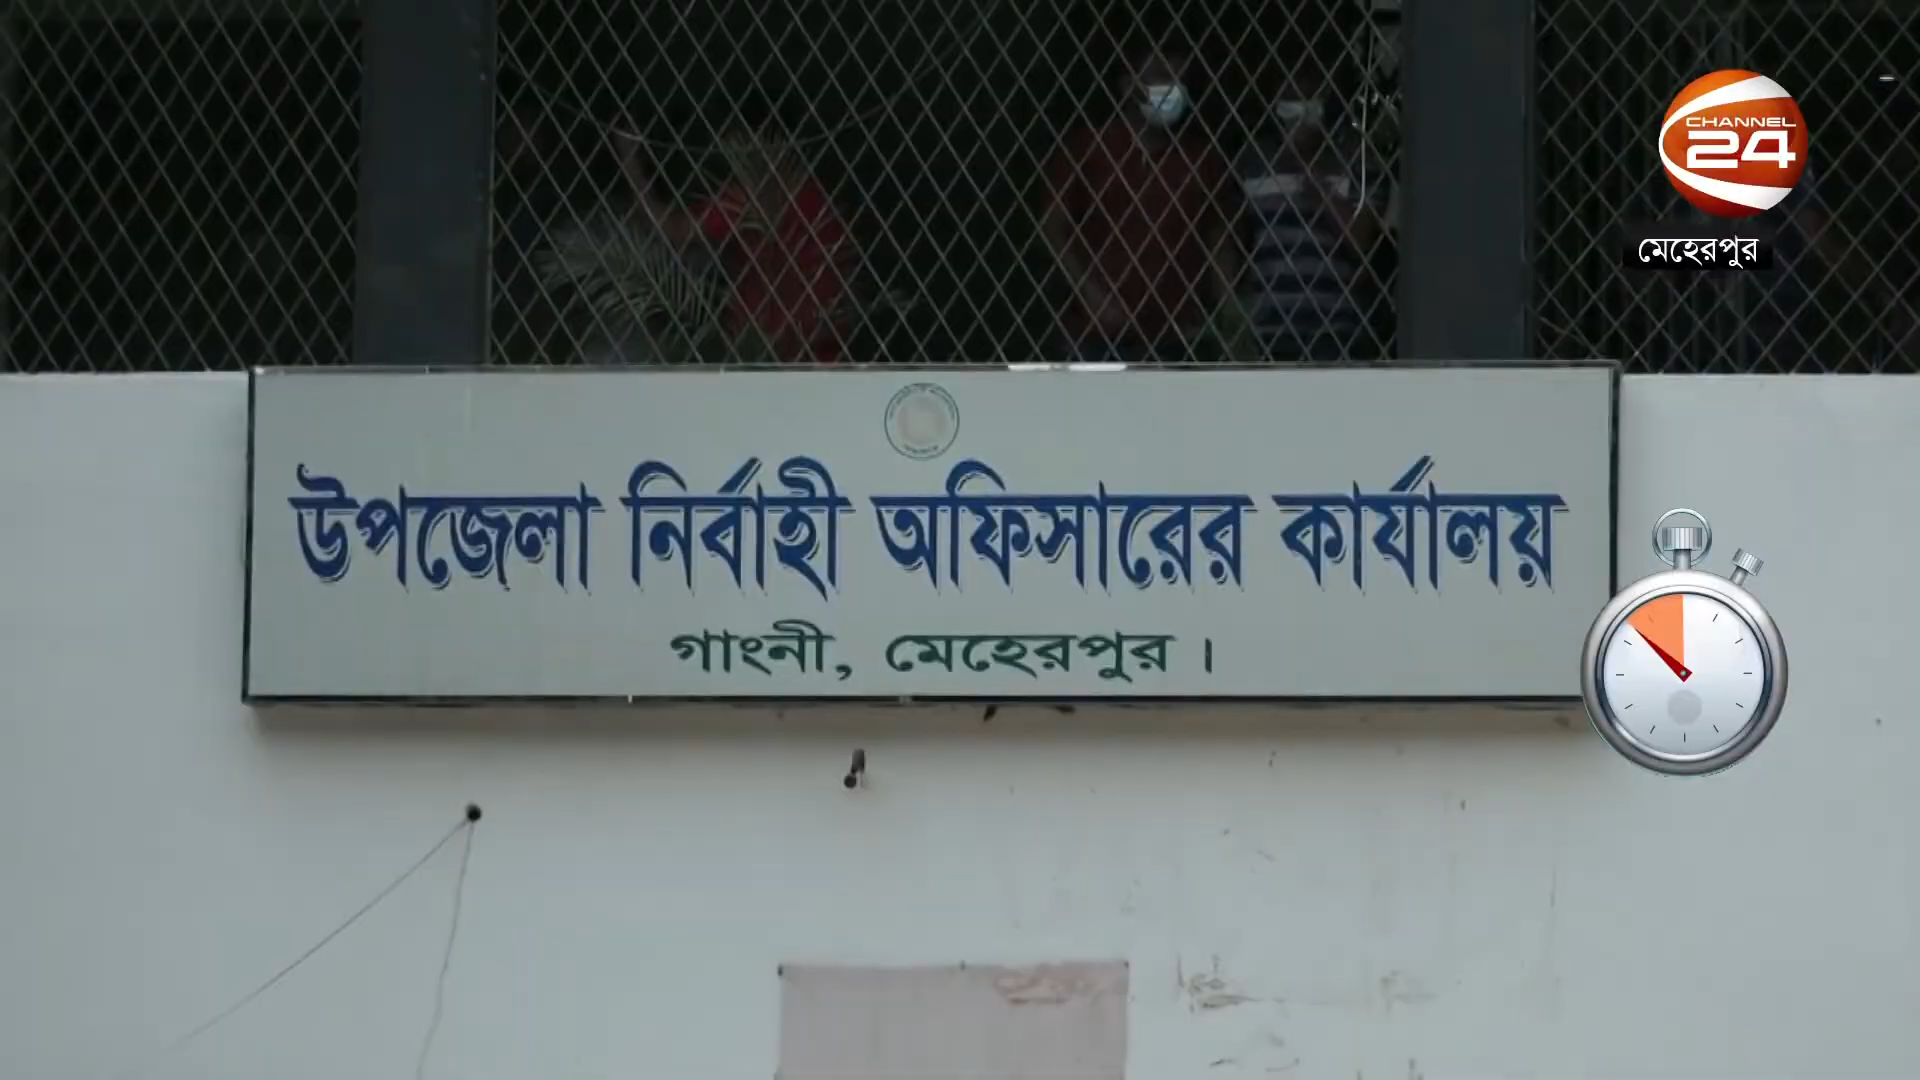 CHANNEL
24
মেহেরপুর
উপজেলা নির্বাহী অফিসারের কার্যালয়
গাংনী, মেহেরপুর।